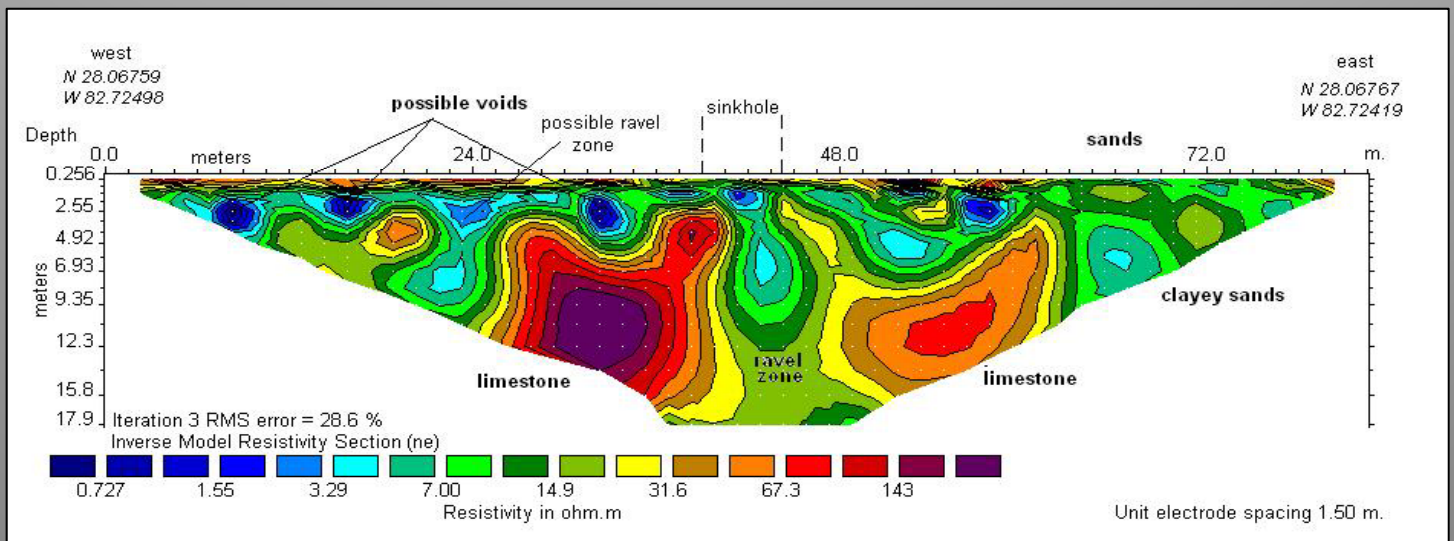 west
N 28.06759
W 82.72498
east
N 28.06767
W 82.72419
possible voids
possible ravel
zone
sinkhole
sands
Depth
0.0 meters 24.0 48.0 72.0 m.
0.256
2.55
4.92
6.93
9.35
12.3
15.8
17.9
meters
clayey sands
limestone
ravel
zone
limestone
Iteration 3 RMS error = 28.6 %
Inverse Model Resistivity Section (ne)
0.727 1.55 3.29 7.00 14.9 31.6 67.3 143
Resistivity in ohm.m
Unit electrode spacing 1.50 m.